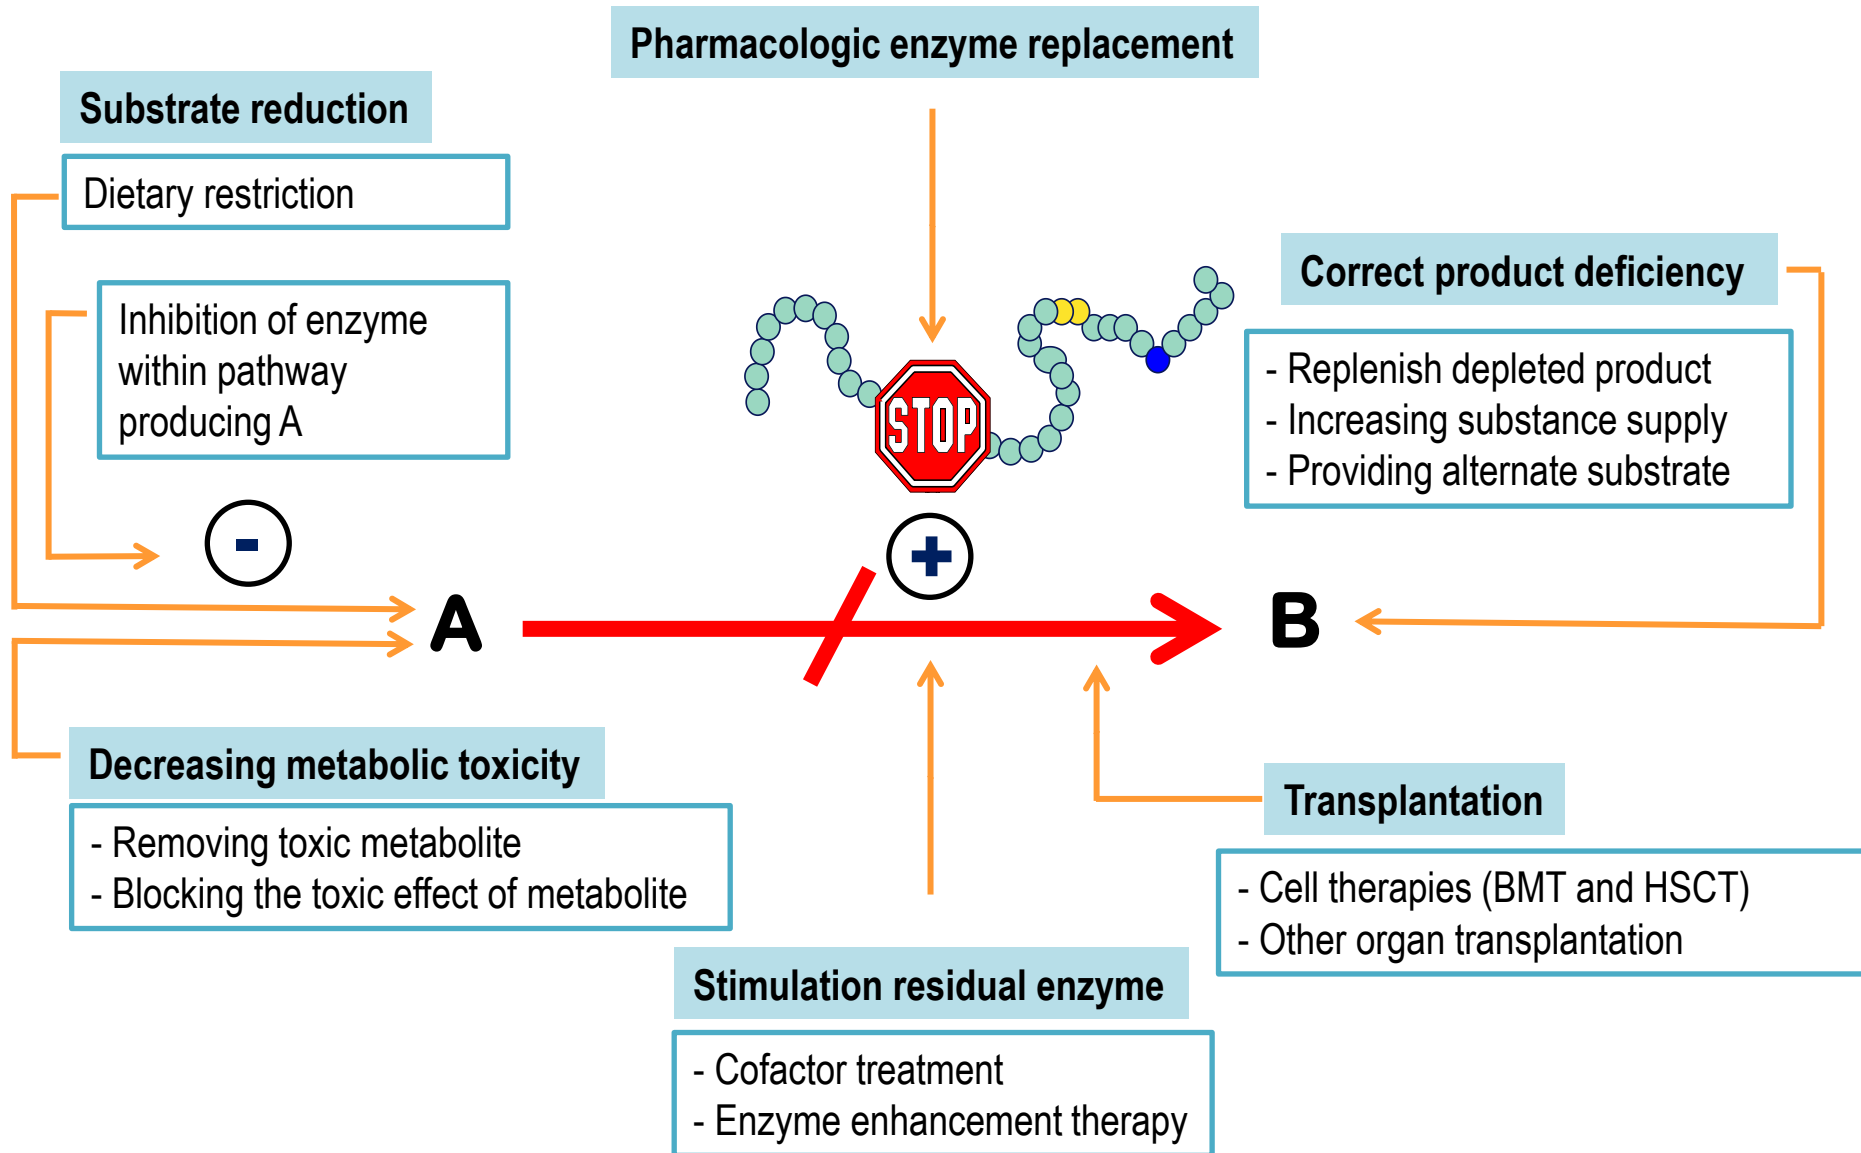 Pharmacologic enzyme replacement
Substrate reduction
Dietary restriction
Inhibition of enzyme
within pathway
producing A
Correct product deficiency
- Replenish depleted product
- Increasing substance supply
- Providing alternate substrate
STOP
-
+
A
B
Decreasing metabolic toxicity
- Removing toxic metabolite
- Blocking the toxic effect of metabolite
Transplantation
- Cell therapies (BMT and HSCT)
- Other organ transplantation
Stimulation residual enzyme
- Cofactor treatment
- Enzyme enhancement therapy